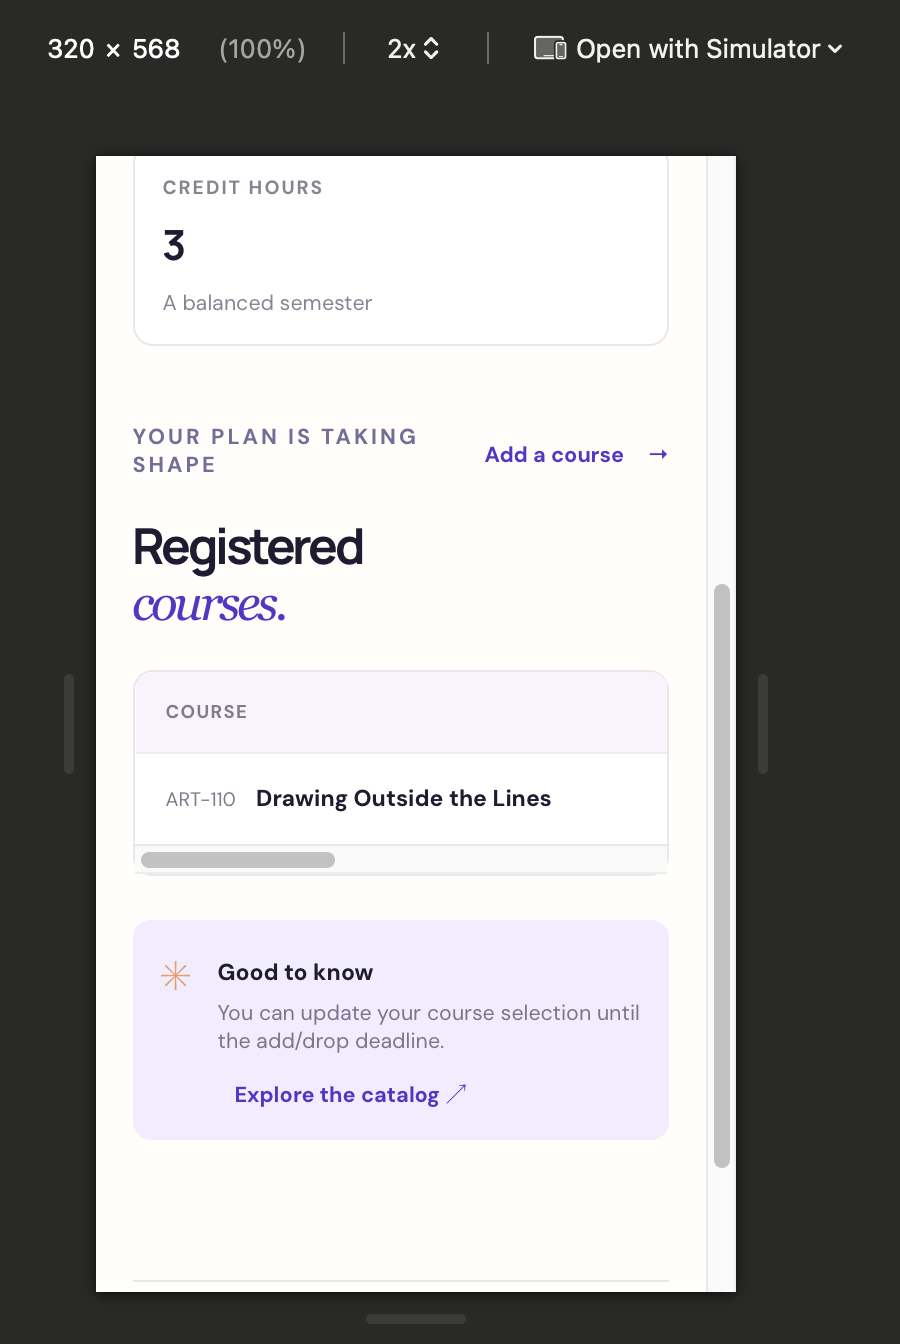 320 × 568 (100%) 2x Open with Simulator
CREDIT HOURS
3
A balanced semester
YOUR PLAN IS TAKING
SHAPE
Add a course →
Registered
courses.
COURSE
ART-110 Drawing Outside the Lines
Good to know
You can update your course selection until
the add/drop deadline.
Explore the catalog ↗